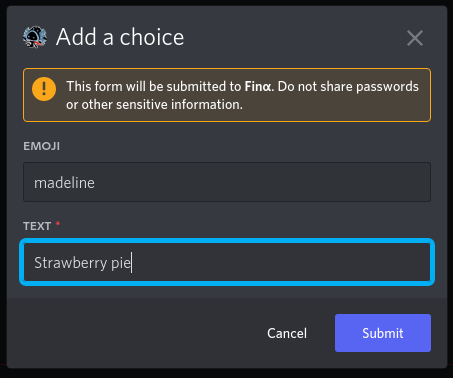 Add a choice
This form will be submitted to Finα. Do not share passwords
or other sensitive information.
EMOJI
madeline
TEXT *
Strawberry pie
Cancel
Submit